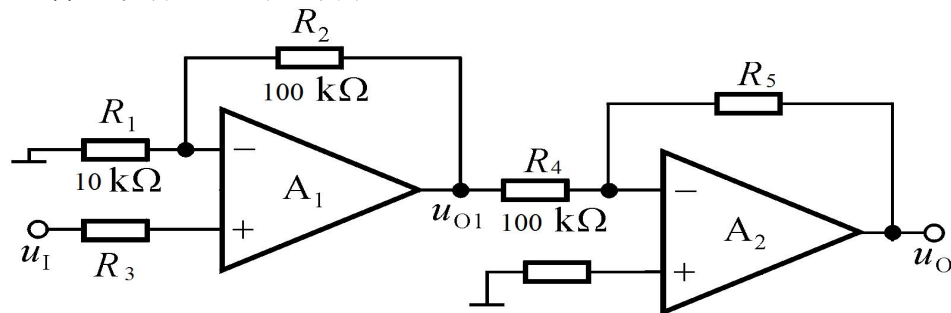 R2
100 kΩ
R5
R1
10 kΩ
−
A1
+
R4
100 kΩ
uO1
−
A2
+
uI
R3
uO